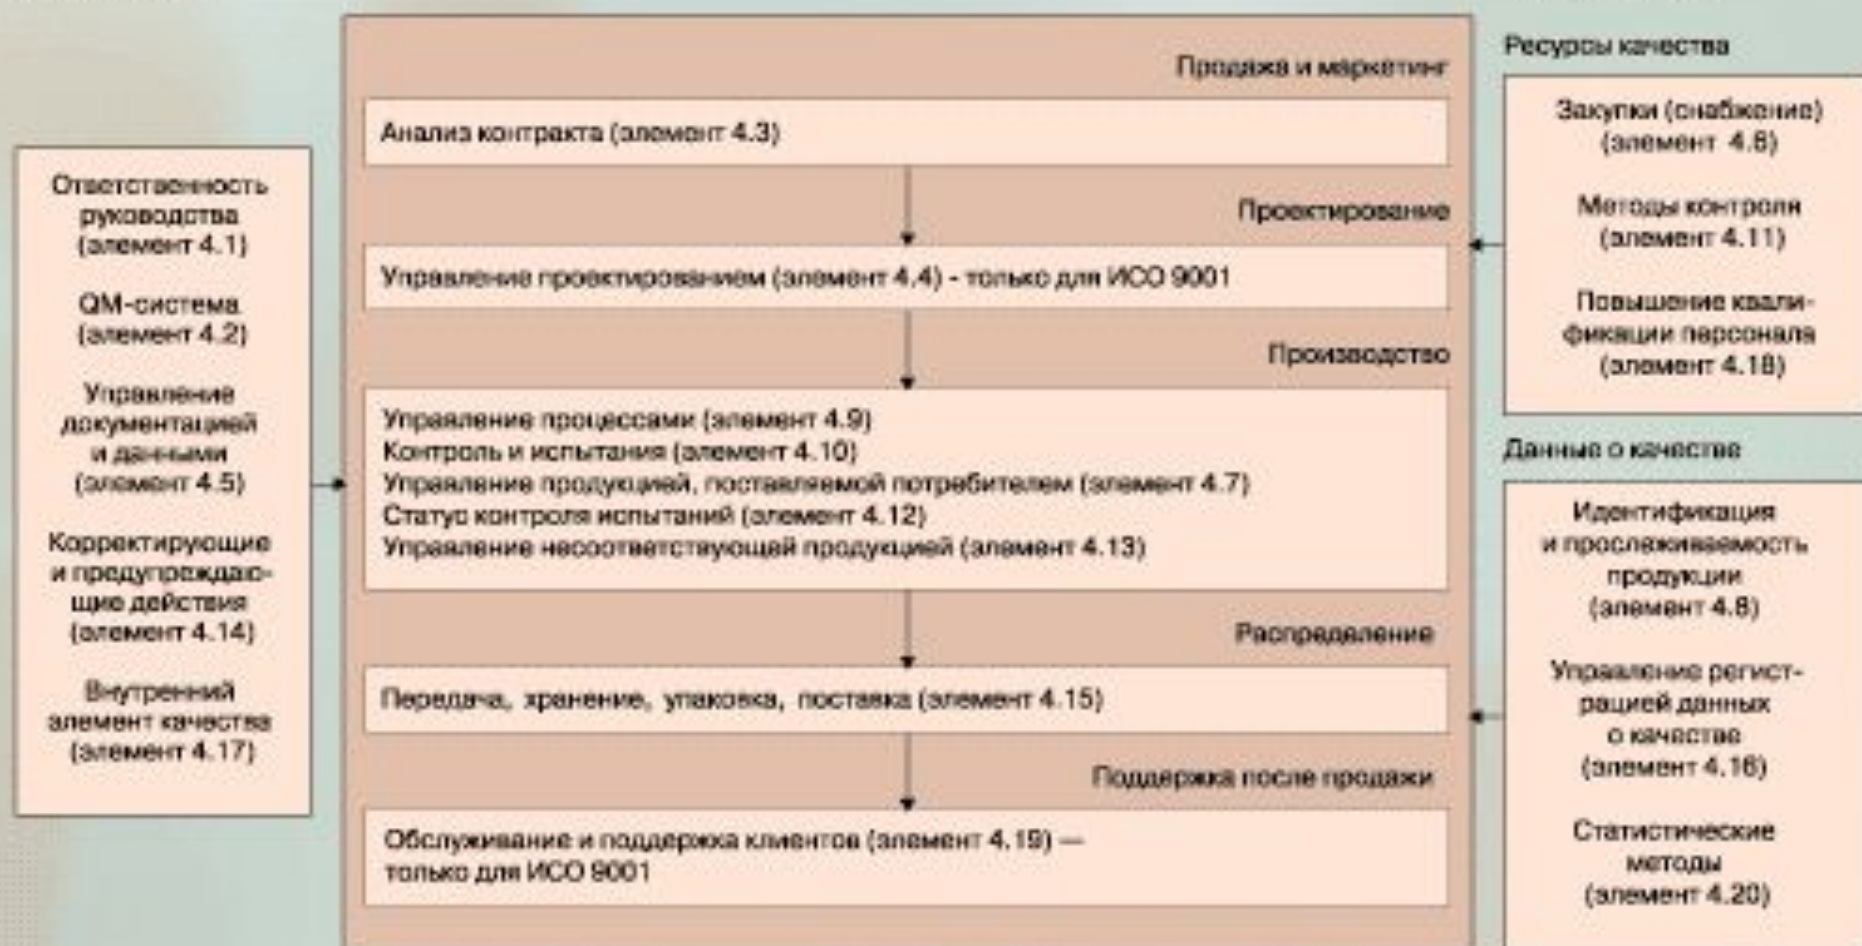 Ответственность
руководства
(элемент 4.1)
QM-система
(элемент 4.2)
Управление
документацией
и данными
(элемент 4.5)
Корректирующие
и предупреждаю-
щие действия
(элемент 4.14)
Внутренний
элемент качества
(элемент 4.17)
Продажа и маркетинг
Анализ контракта (элемент 4.3)
Проектирование
Управление проектированием (элемент 4.4) - только для ИСО 9001
Производство
Управление процессами (элемент 4.9)
Контроль и испытания (элемент 4.10)
Управление продукцией, поставляемой потребителем (элемент 4.7)
Статус контроля испытаний (элемент 4.12)
Управление несоответствующей продукцией (элемент 4.13)
Распределение
Передача, хранение, упаковка, поставка (элемент 4.15)
Поддержка после продажи
Обслуживание и поддержка клиентов (элемент 4.19) —
только для ИСО 9001
Ресурсы качества
Закупки (снабжение)
(элемент 4.8)
Методы контроля
(элемент 4.11)
Повышение квали-
фикации персонала
(элемент 4.18)
Данные о качестве
Идентификация
и прослеживаемость
продукции
(элемент 4.8)
Управление регист-
рацией данных
о качестве
(элемент 4.16)
Статистические
методы
(элемент 4.20)